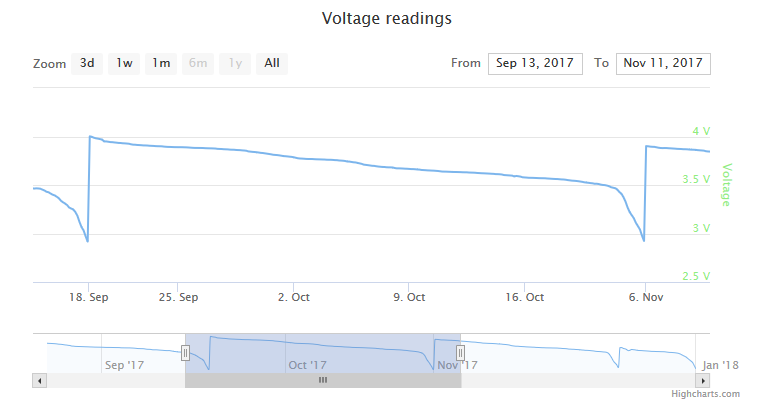 Voltage readings
Zoom 3d 1w 1m 6m 1y All From Sep 13, 2017 To Nov 11, 2017
4 V
3.5 V
3 V
2.5 V
Voltage
18. Sep 25. Sep 2. Oct 9. Oct 16. Oct 6. Nov
Sep '17 Oct '17 Nov '17 Jan '18
Highcharts.com